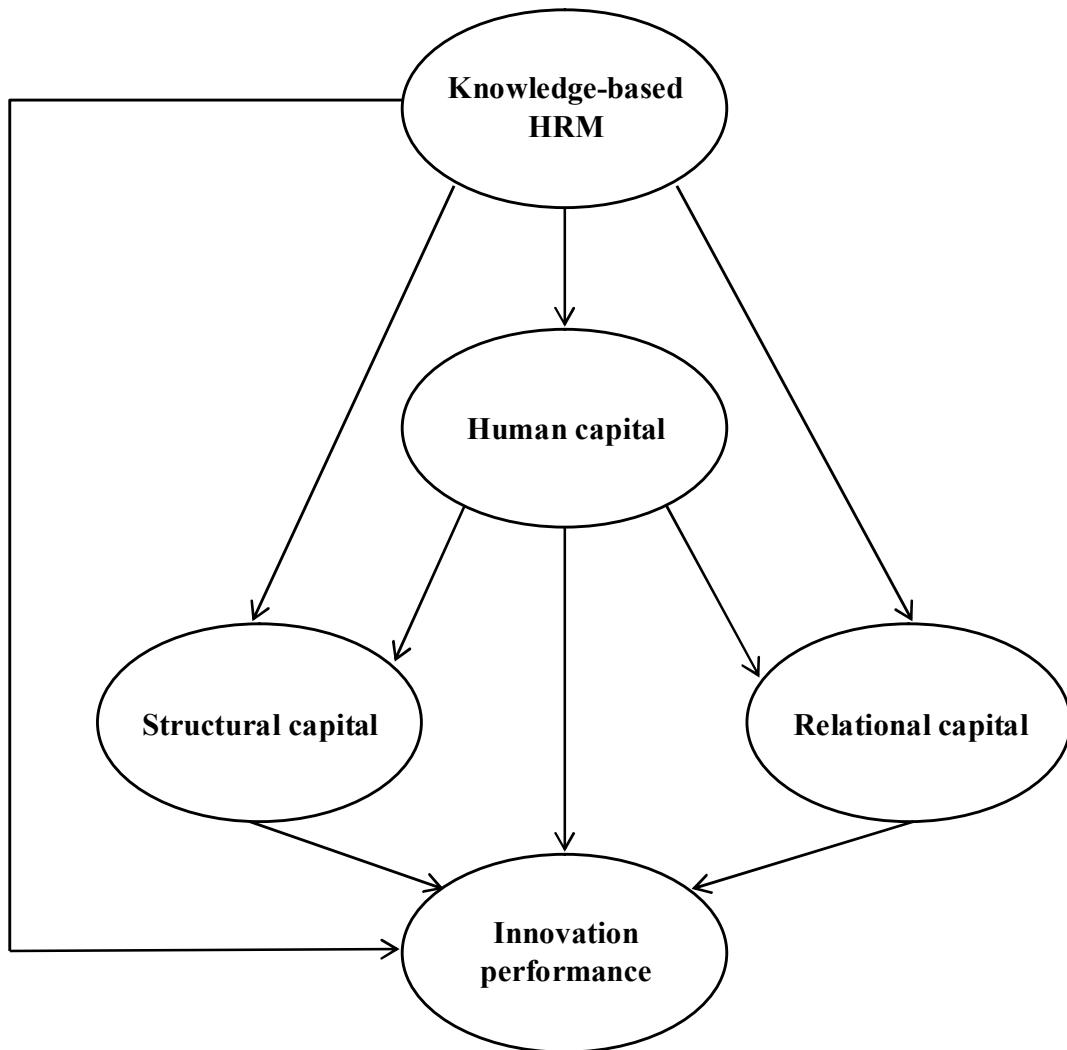 Knowledge-based
HRM
Human capital
Structural capital
Relational capital
Innovation
performance